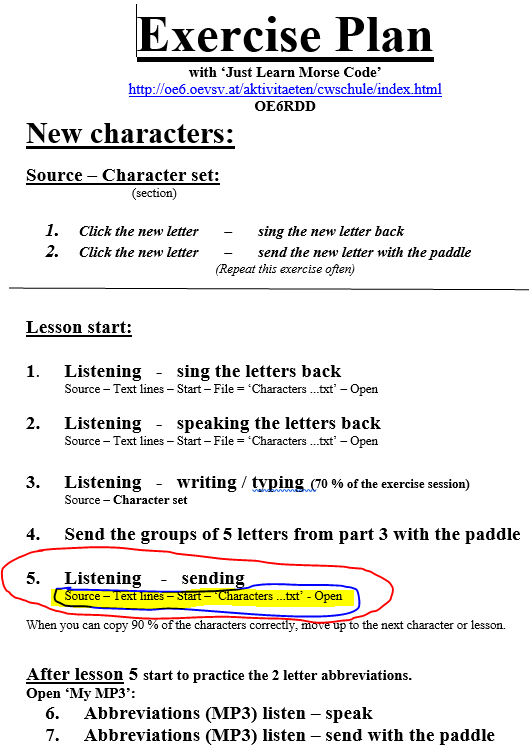 Exercise Plan
with ‘Just Learn Morse Code’
http://oe6.oevsv.at/aktivitaeten/cwschule/index.html
OE6RDD
New characters:
Source – Character set:
(section)
1. Click the new letter – sing the new letter back
2. Click the new letter – send the new letter with the paddle
(Repeat this exercise often)
Lesson start:
1. Listening - sing the letters back
Source – Text lines – Start – File = ‘Characters ...txt’ – Open
2. Listening - speaking the letters back
Source – Text lines – Start – File = ‘Characters ...txt’ – Open
3. Listening - writing / typing (70 % of the exercise session)
Source – Character set
4. Send the groups of 5 letters from part 3 with the paddle
5. Listening - sending
Source – Text lines – Start – ‘Characters ...txt’ - Open
When you can copy 90 % of the characters correctly, move up to the next character or lesson.
After lesson 5 start to practice the 2 letter abbreviations.
Open ‘My MP3’:
6. Abbreviations (MP3) listen – speak
7. Abbreviations (MP3) listen – send with the paddle